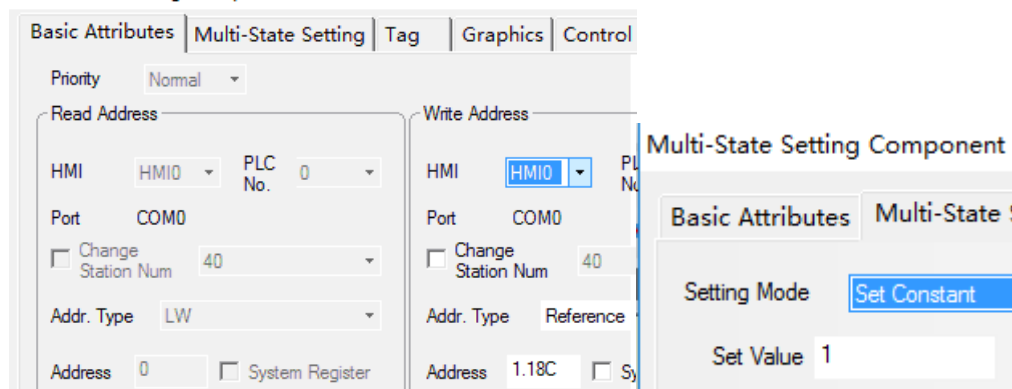 Basic Attributes Multi-State Setting Tag Graphics Control
Priority Normal
Read Address
HMI HMI0 PLC No. 0
Port COM0
Change Station Num 40
Addr. Type LW
Address 0 System Register
Write Address
HMI HMI0
Port COM0
Change Station Num 40
Addr. Type Reference
Address 1.18C
Multi-State Setting Component
Basic Attributes Multi-State
Setting Mode Set Constant
Set Value 1